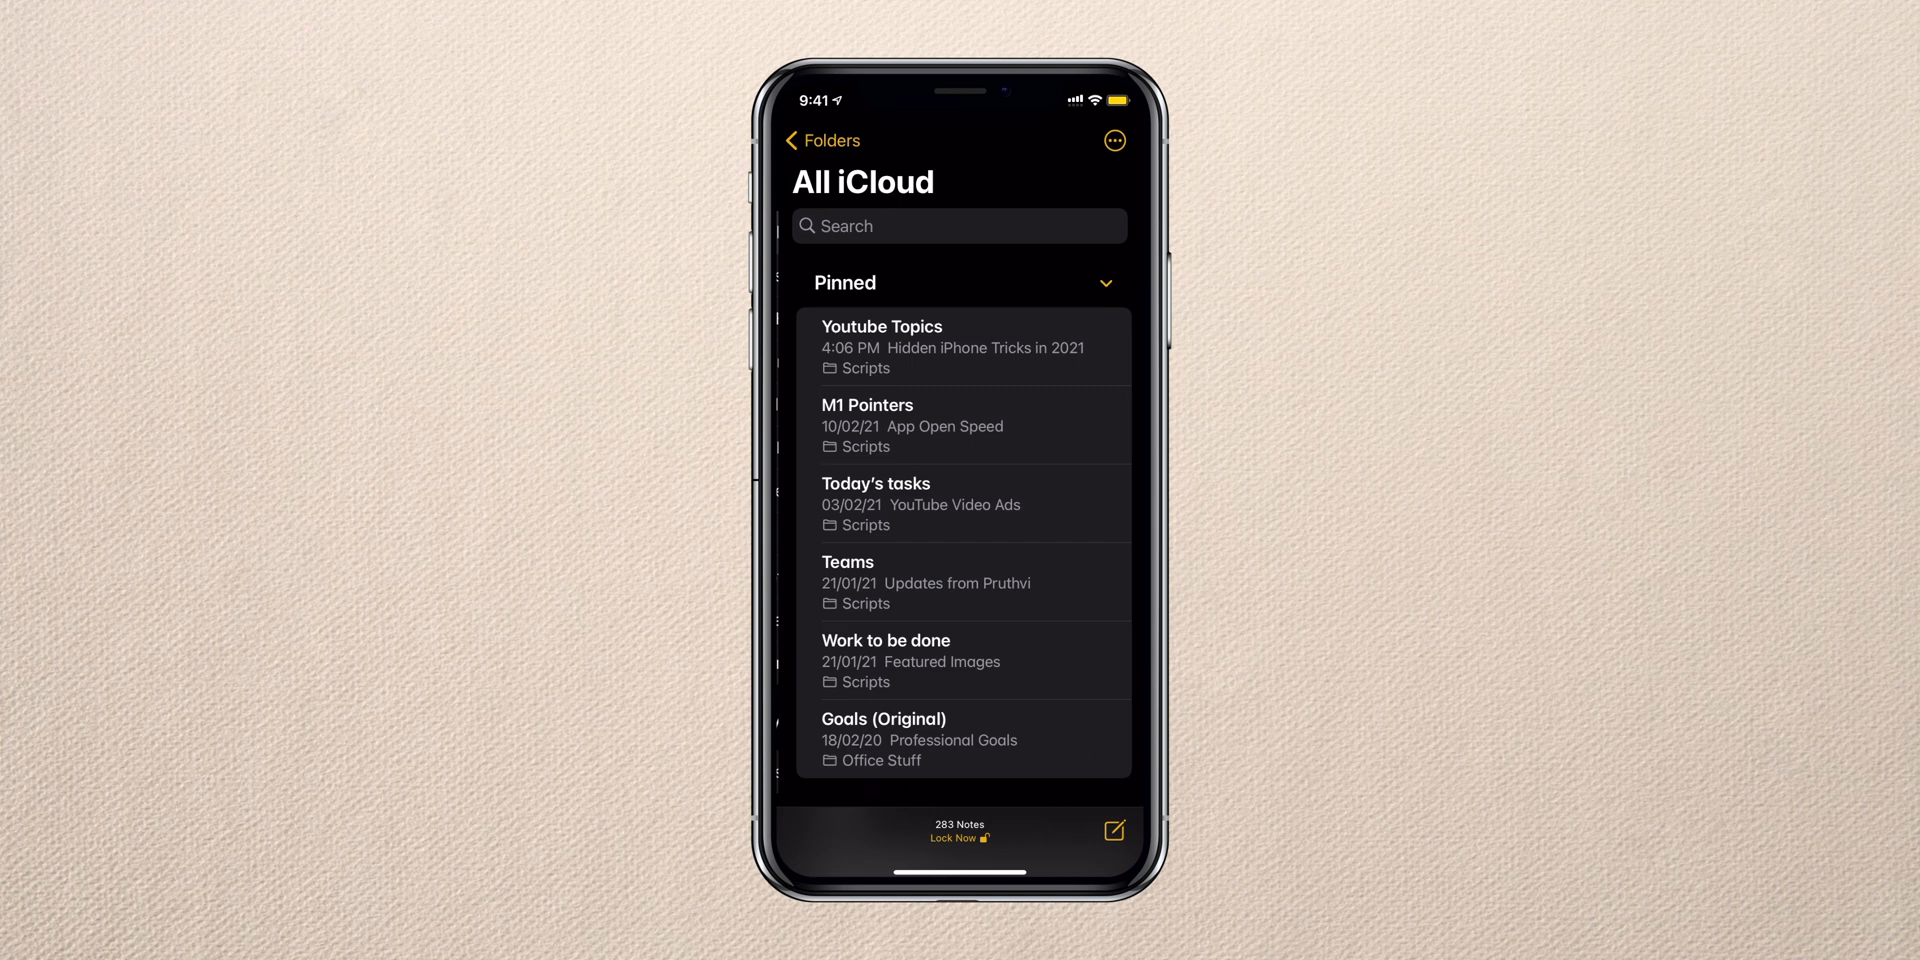 9:41
Folders
All iCloud
Search
Pinned
Youtube Topics
4:06 PM Hidden iPhone Tricks in 2021
Scripts
M1 Pointers
10/02/21 App Open Speed
Scripts
Today's tasks
03/02/21 YouTube Video Ads
Scripts
Teams
21/01/21 Updates from Pruthvi
Scripts
Work to be done
21/01/21 Featured Images
Scripts
Goals (Original)
18/02/20 Professional Goals
Office Stuff
283 Notes
Lock Now